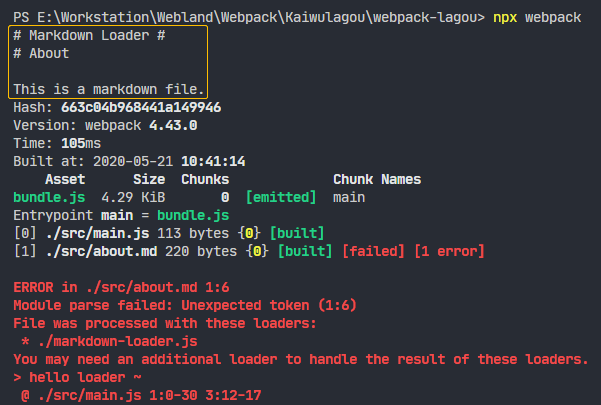 PS E:\Workstation\Webland\Webpack\Kaiwulagou\webpack-lagou> npx webpack
# Markdown Loader #
# About
This is a markdown file.
Hash: 663c04b968441a149946
Version: webpack 4.43.0
Time: 105ms
Built at: 2020-05-21 10:41:14
Asset Size Chunks Chunk Names
bundle.js 4.29 KiB 0 [emitted] main
Entrypoint main = bundle.js
[0] ./src/main.js 113 bytes {0} [built]
[1] ./src/about.md 220 bytes {0} [built] [failed] [1 error]
ERROR in ./src/about.md 1:6
Module parse failed: Unexpected token (1:6)
File was processed with these loaders:
* ./markdown-loader.js
You may need an additional loader to handle the result of these loaders.
> hello loader ~
@ ./src/main.js 1:0-30 3:12-17